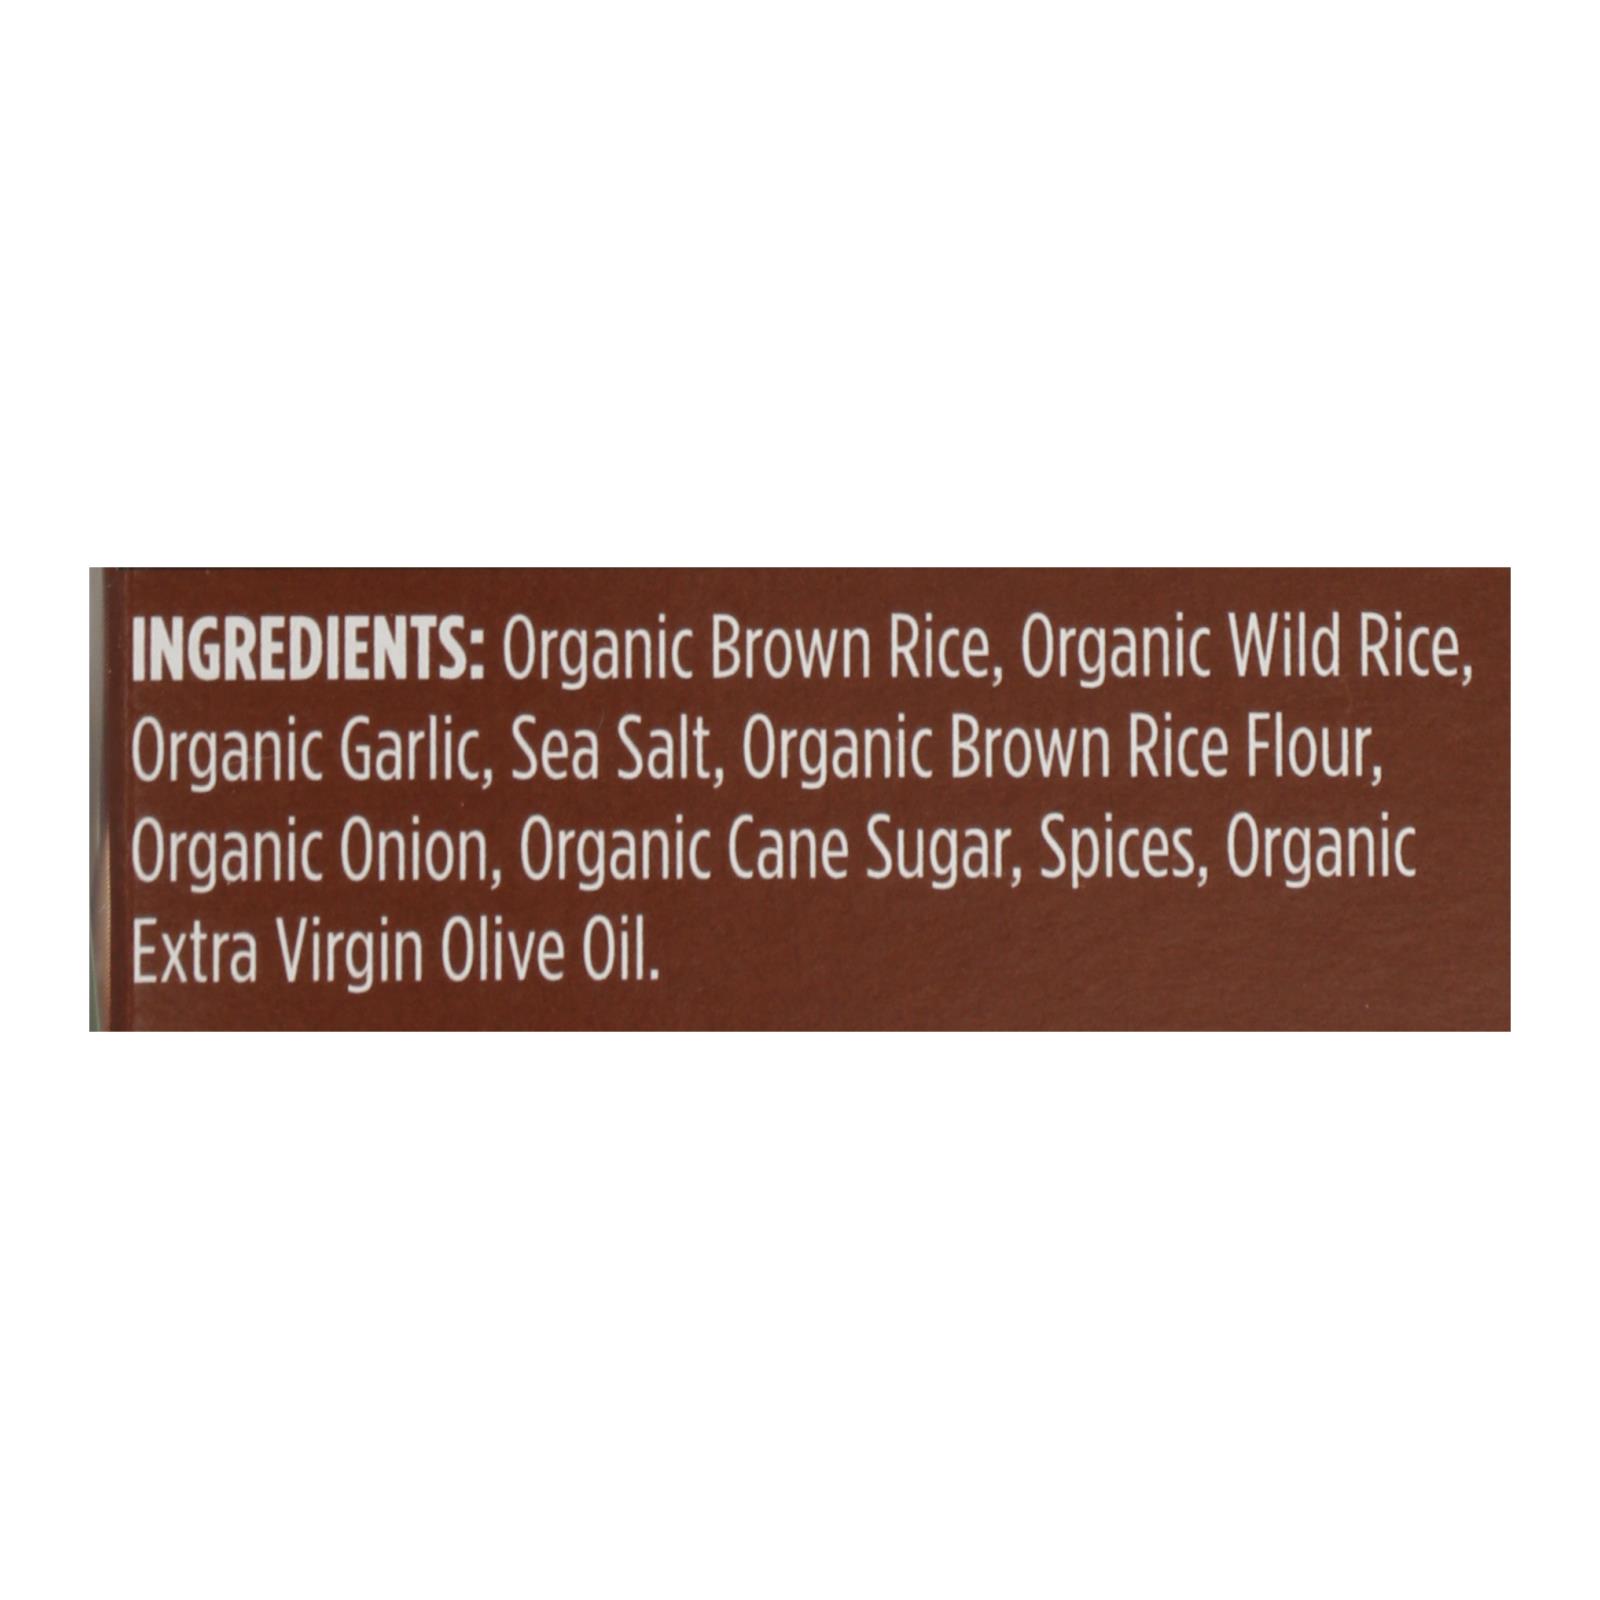 INGREDIENTS: Organic Brown Rice, Organic Wild Rice,
Organic Garlic, Sea Salt, Organic Brown Rice Flour,
Organic Onion, Organic Cane Sugar, Spices, Organic
Extra Virgin Olive Oil.